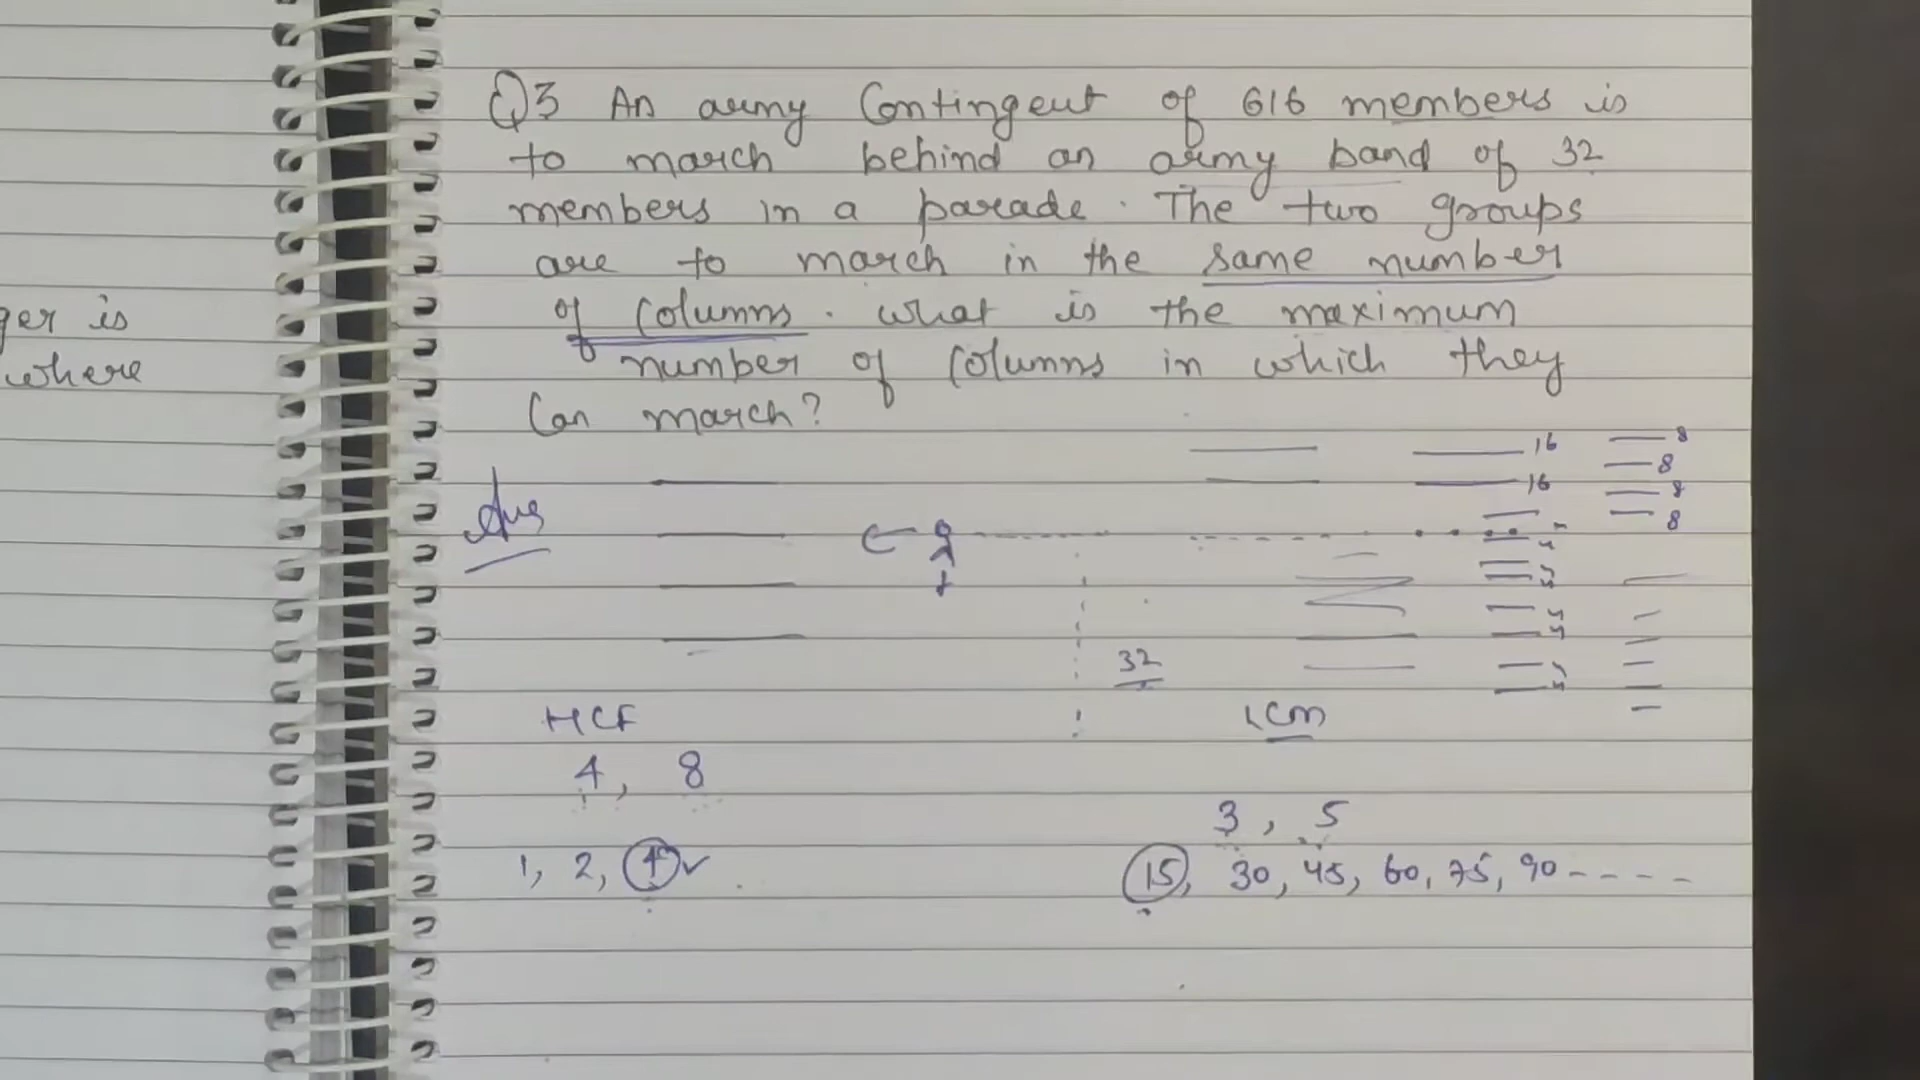 ger is
where
Q3 An army Contingent of 616 members is
to march behind an army band of 32
members in a parade. The two groups
are to march in the same number
of columns. what is the maximum
number of columns in which they
Can march?
Ans
16
16
8
8
8
8
32
HCF
LCM
4, 8
3, 5
1, 2, 4 ✓
15, 30, 45, 60, 75, 90 - - - -